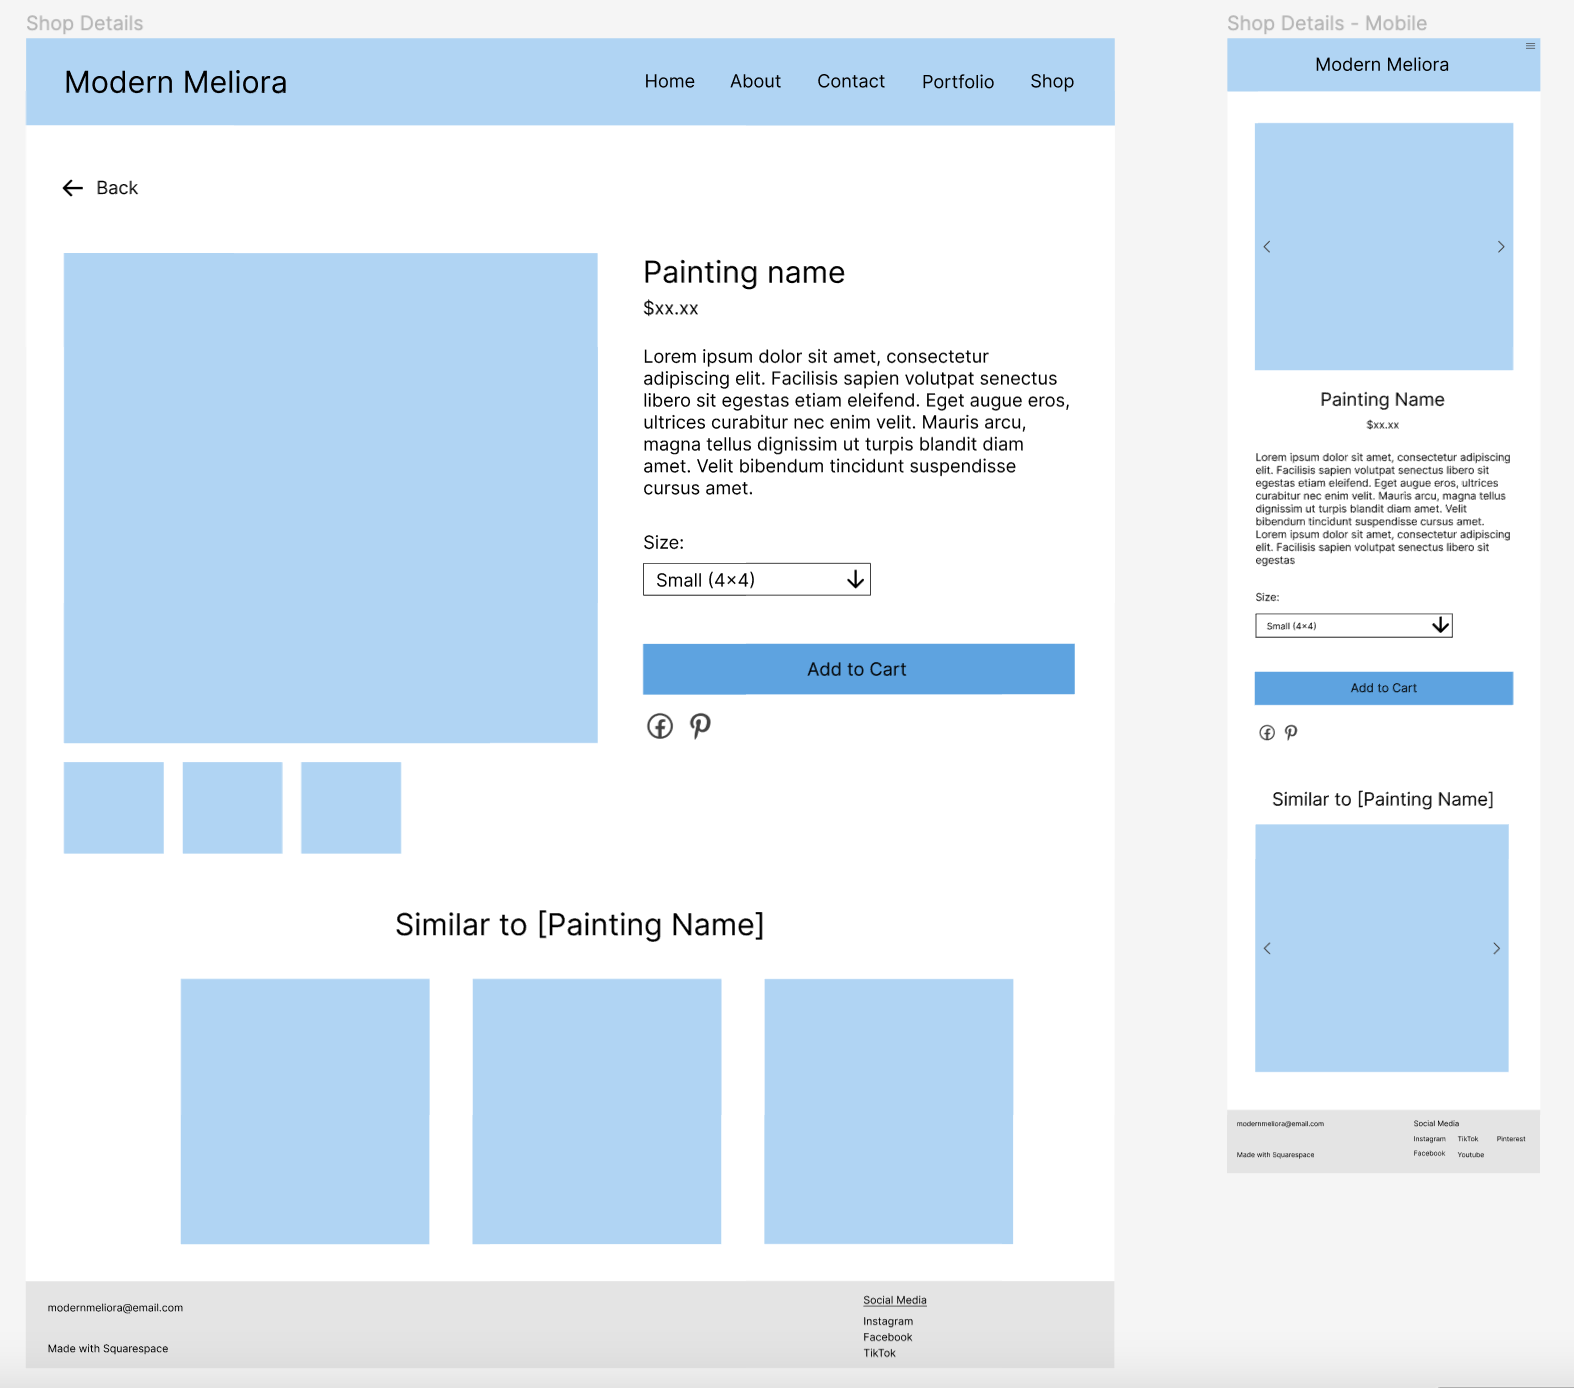 Shop Details
Modern Meliora
Home About Contact Portfolio Shop
Back
Painting name
$xx.xx
Lorem ipsum dolor sit amet, consectetur
adipiscing elit. Facilisis sapien volutpat senectus
libero sit egestas etiam eleifend. Eget augue eros,
ultrices curabitur nec enim velit. Mauris arcu,
magna tellus dignissim ut turpis blandit diam
amet. Velit bibendum tincidunt suspendisse
cursus amet.
Size:
Small (4×4)
Add to Cart
Similar to [Painting Name]
modernmeliora@email.com
Made with Squarespace
Social Media
Instagram
Facebook
TikTok
Shop Details - Mobile
Modern Meliora
Painting Name
$xx.xx
Lorem ipsum dolor sit amet, consectetur adipiscing
elit. Facilisis sapien volutpat senectus libero sit
egestas etiam eleifend. Eget augue eros, ultrices
curabitur nec enim velit. Mauris arcu, magna tellus
dignissim ut turpis blandit diam amet. Velit
bibendum tincidunt suspendisse cursus amet.
Lorem ipsum dolor sit amet, consectetur adipiscing
elit. Facilisis sapien volutpat senectus libero sit
egestas
Size:
Small (4×4)
Add to Cart
Similar to [Painting Name]
modernmeliora@email.com
Made with Squarespace
Social Media
Instagram TikTok Pinterest
Facebook Youtube